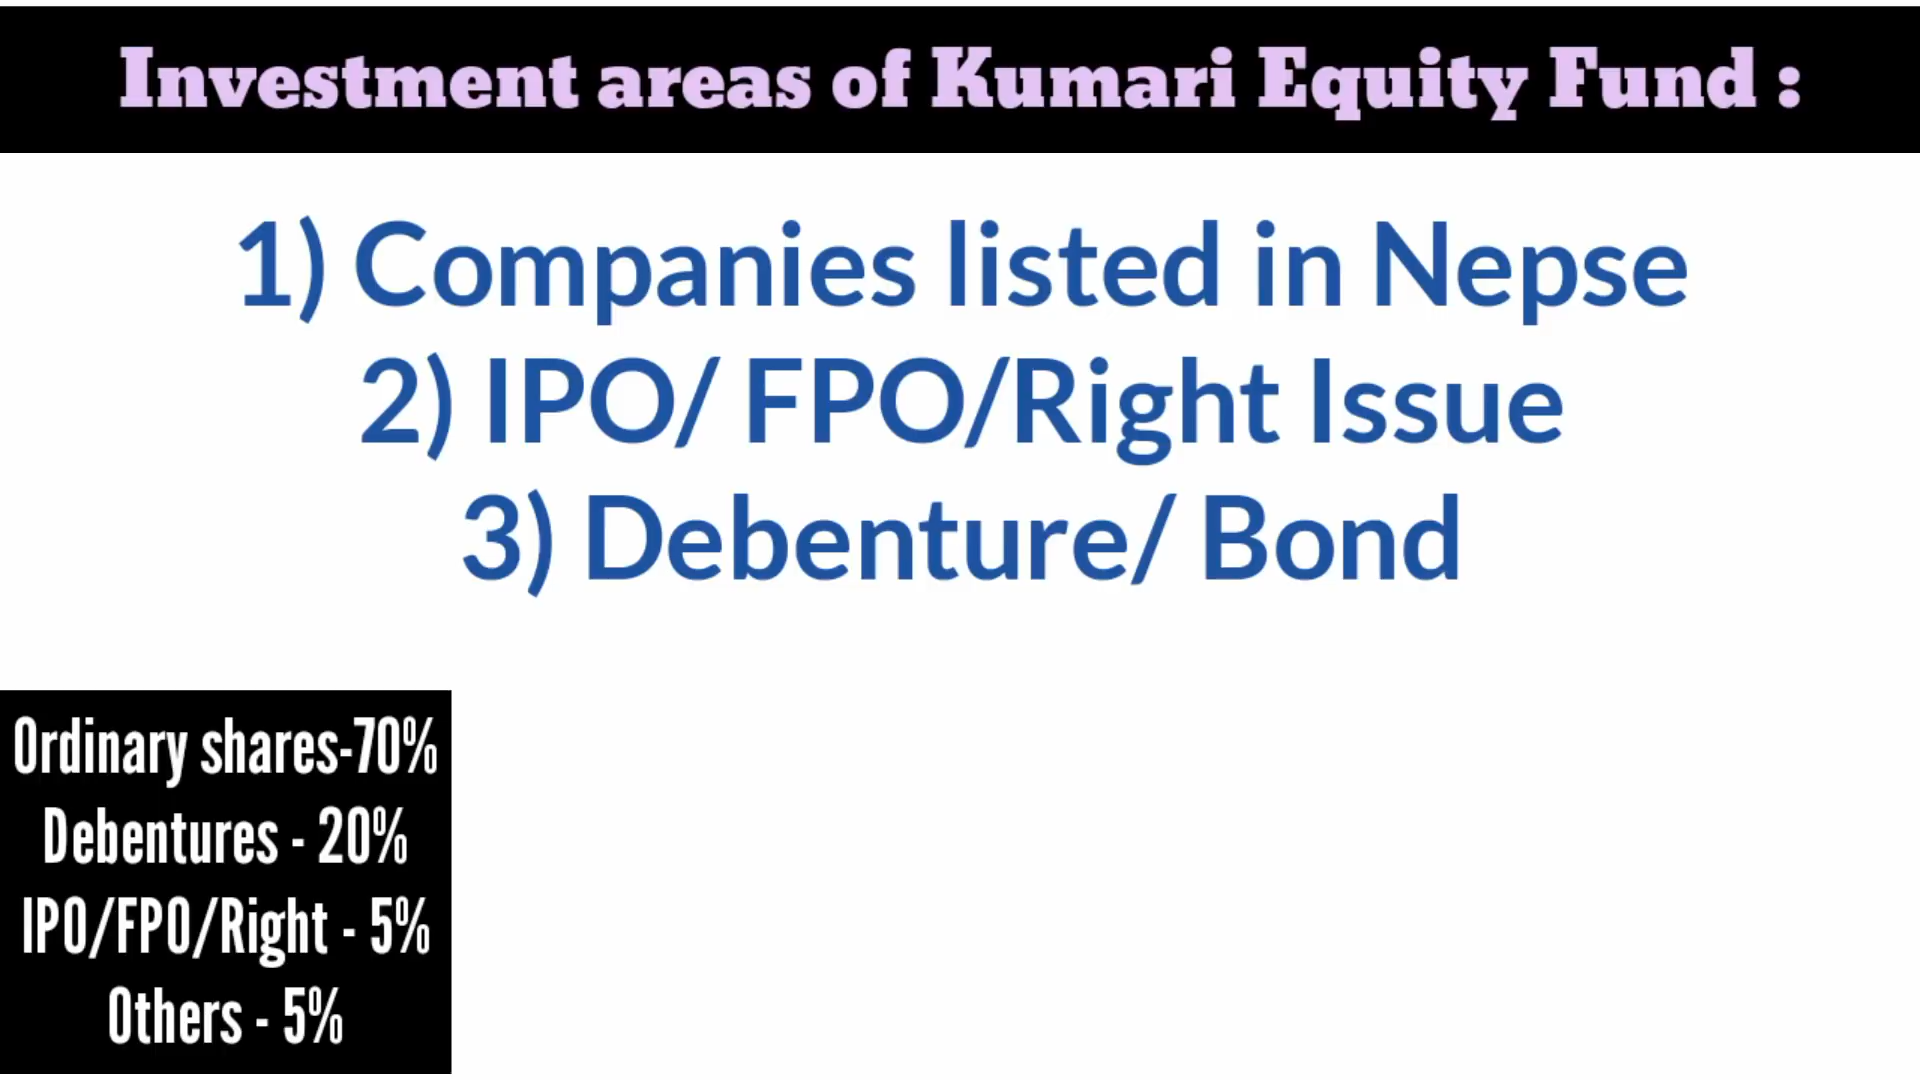 Investment areas of Kumari Equity Fund :
1) Companies listed in Nepse
2) IPO/ FPO/Right Issue
3) Debenture/ Bond
Ordinary shares-70%
Debentures - 20%
IPO/FPO/Right - 5%
Others - 5%